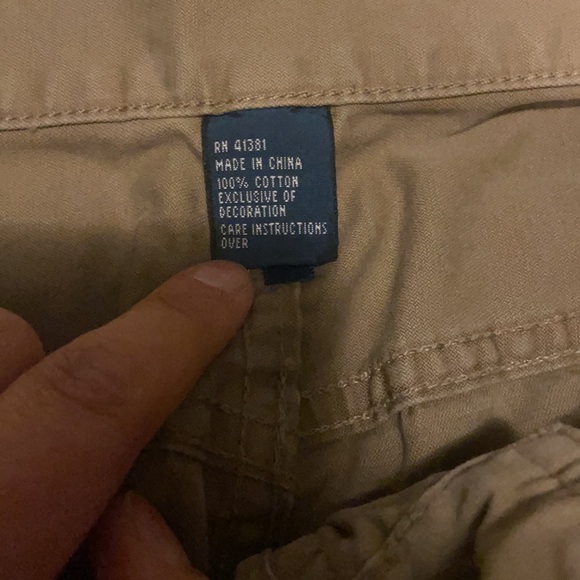 RN 41381
MADE IN CHINA
100% COTTON
EXCLUSIVE OF
DECORATION
CARE INSTRUCTIONS
OVER